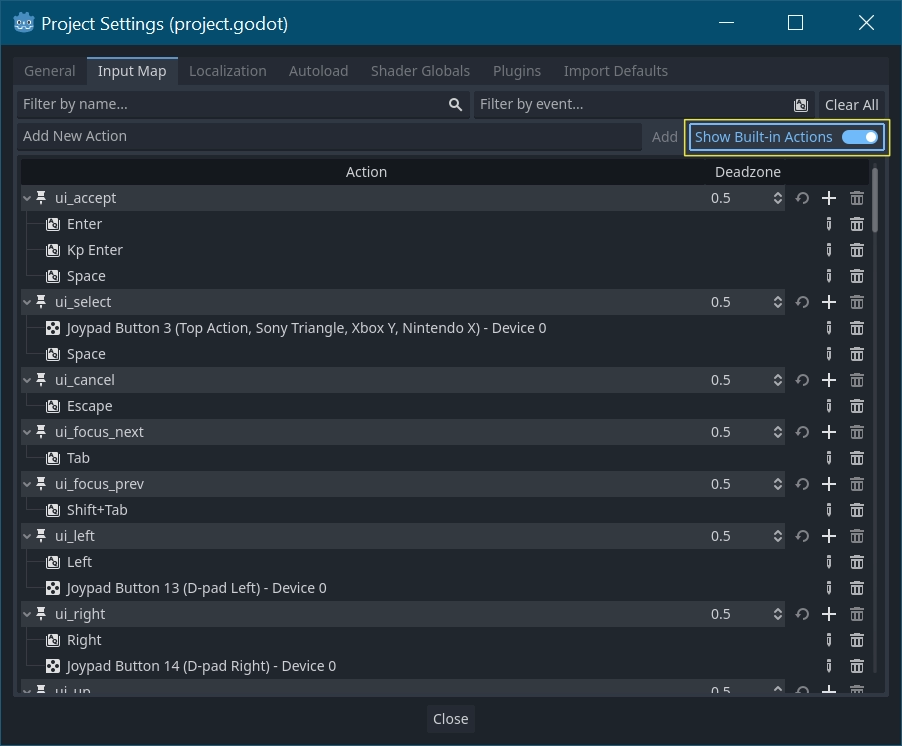 Project Settings (project.godot)
General Input Map Localization Autoload Shader Globals Plugins Import Defaults
Filter by name... Filter by event... Clear All
Add New Action Add Show Built-in Actions
Action Deadzone
ui_accept 0.5
Enter
Kp Enter
Space
ui_select 0.5
Joypad Button 3 (Top Action, Sony Triangle, Xbox Y, Nintendo X) - Device 0
Space
ui_cancel 0.5
Escape
ui_focus_next 0.5
Tab
ui_focus_prev 0.5
Shift+Tab
ui_left 0.5
Left
Joypad Button 13 (D-pad Left) - Device 0
ui_right 0.5
Right
Joypad Button 14 (D-pad Right) - Device 0
ui_up 0.5
Close